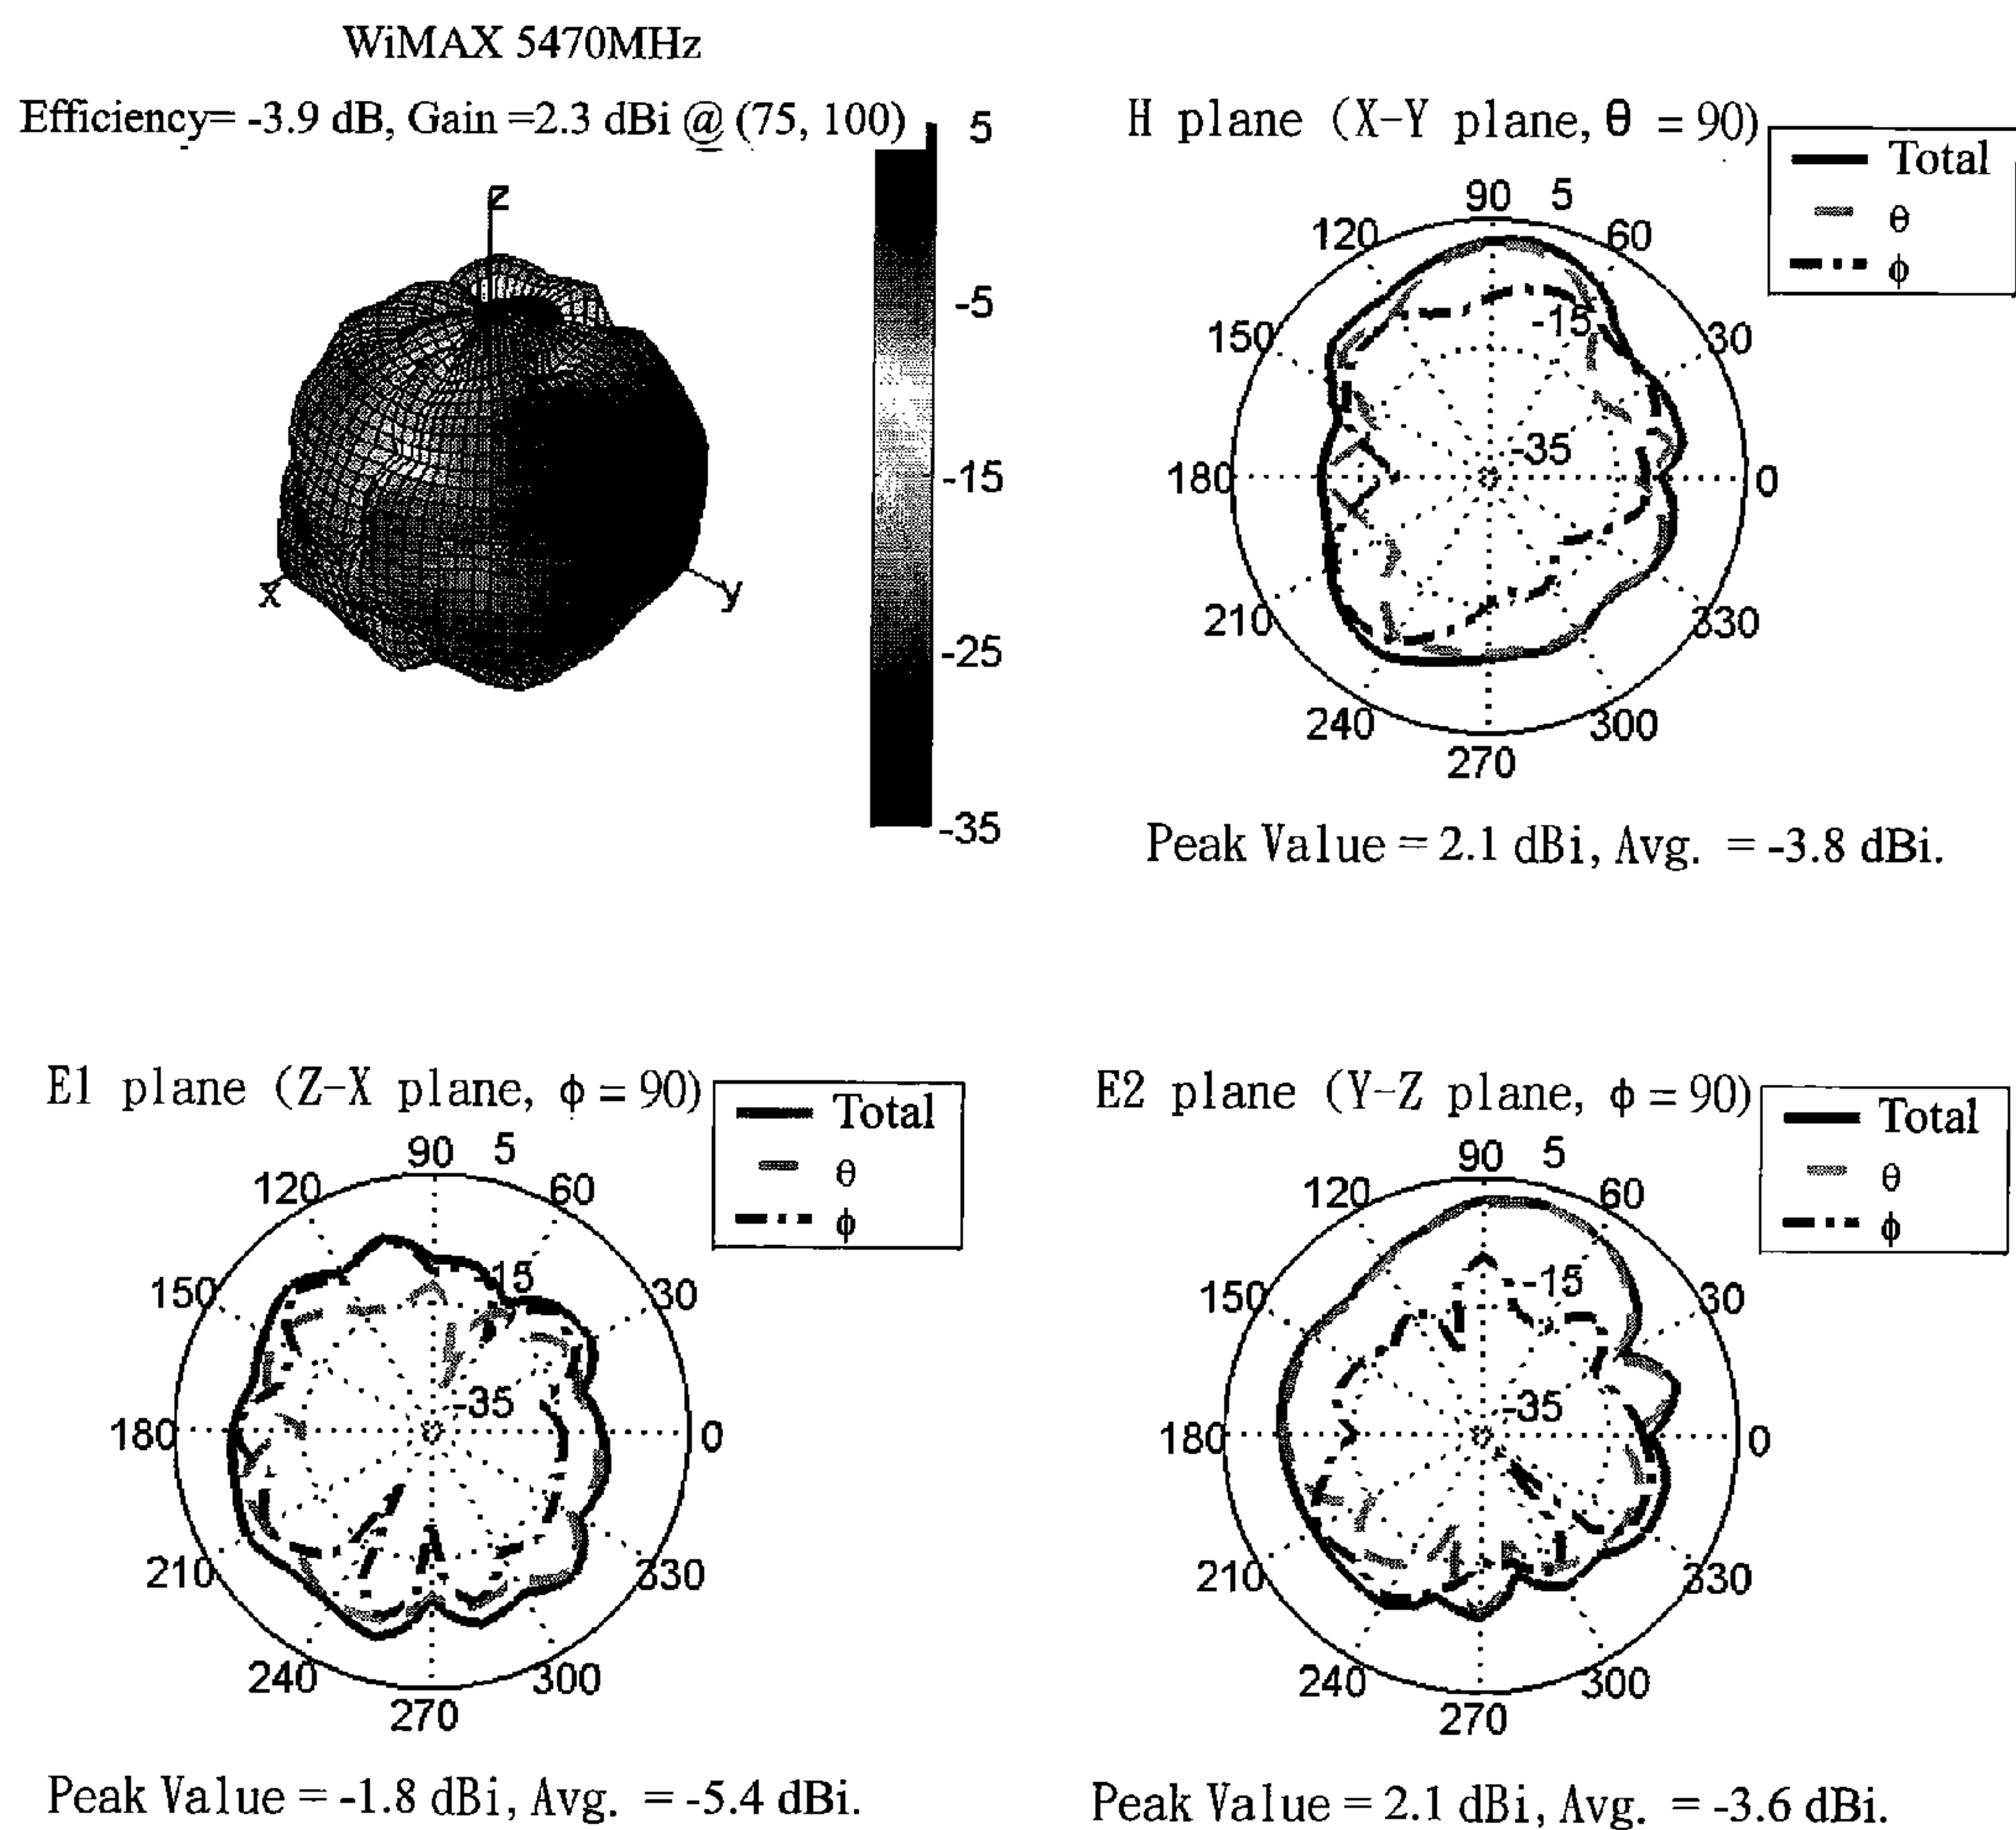 WiMAX 5470MHz
Efficiency= -3.9 dB, Gain =2.3 dBi @ (75, 100)
z
x
y
5
-5
-15
-25
-35
H plane (X-Y plane, θ = 90)
Total
θ
ϕ
90 5
120 60
150 30
-15
-35
180 0
210 330
240 300
270
Peak Value = 2.1 dBi, Avg. = -3.8 dBi.
E1 plane (Z-X plane, ϕ = 90)
Total
θ
ϕ
90 5
120 60
150 30
15
-35
180 0
210 330
240 300
270
Peak Value = -1.8 dBi, Avg. = -5.4 dBi.
E2 plane (Y-Z plane, ϕ = 90)
Total
θ
ϕ
90 5
120 60
150 30
-15
-35
180 0
210 330
240 300
270
Peak Value = 2.1 dBi, Avg. = -3.6 dBi.